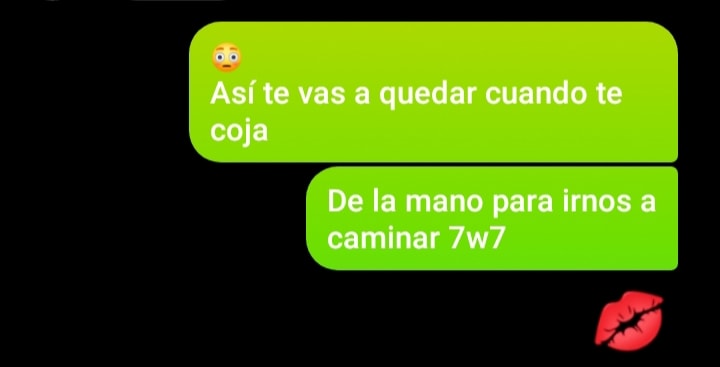 😳
Así te vas a quedar cuando te
coja
De la mano para irnos a
caminar 7w7
💋